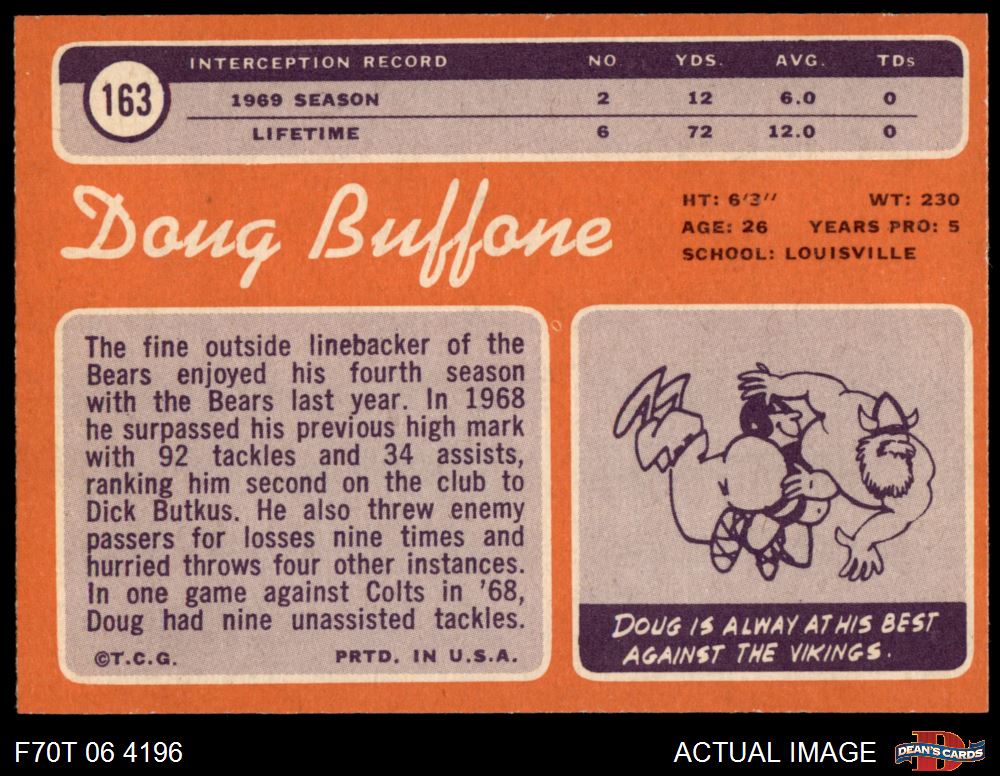 163
INTERCEPTION RECORD NO YDS. AVG. TDs
1969 SEASON 2 12 6.0 0
LIFETIME 6 72 12.0 0
Doug Buffone
HT: 6'3" WT: 230
AGE: 26 YEARS PRO: 5
SCHOOL: LOUISVILLE
The fine outside linebacker of the
Bears enjoyed his fourth season
with the Bears last year. In 1968
he surpassed his previous high mark
with 92 tackles and 34 assists,
ranking him second on the club to
Dick Butkus. He also threw enemy
passers for losses nine times and
hurried throws four other instances.
In one game against Colts in '68,
Doug had nine unassisted tackles.
©T.C.G. PRTD. IN U.S.A.
DOUG IS ALWAY AT HIS BEST
AGAINST THE VIKINGS.
F70T 06 4196 ACTUAL IMAGE
D
DEAN'S CARDS